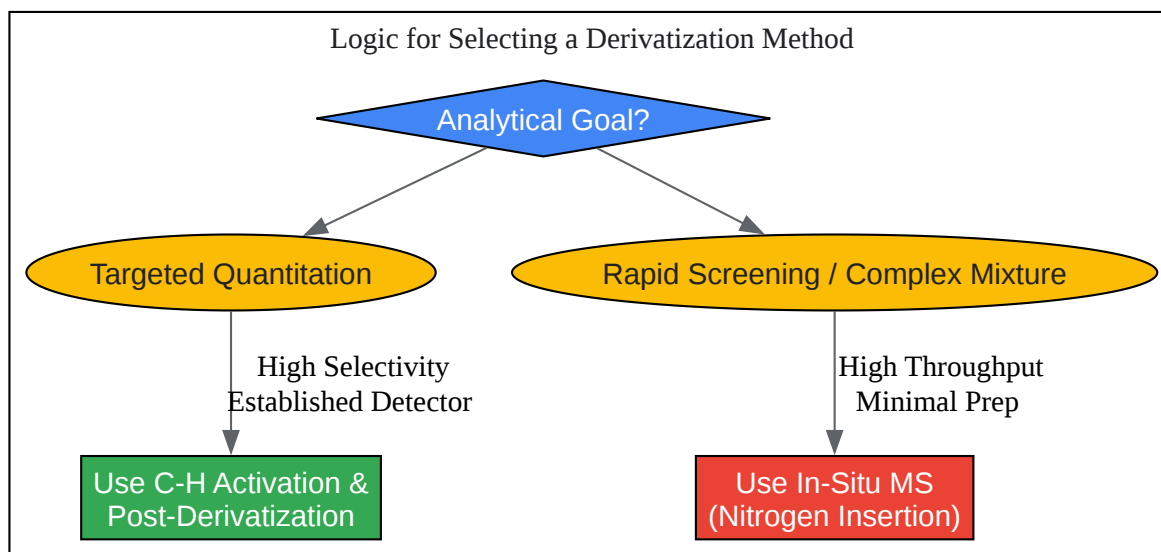 Logic for Selecting a Derivatization Method
Analytical Goal?
Targeted Quantitation
Rapid Screening / Complex Mixture
High Selectivity
Established Detector
High Throughput
Minimal Prep
Use C-H Activation &
Post-Derivatization
Use In-Situ MS
(Nitrogen Insertion)